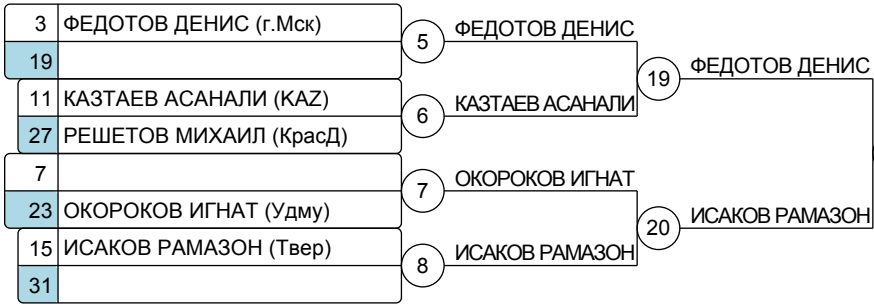 3 ФЕДОТОВ ДЕНИС (г.Мск)
19
11 КАЗТАЕВ АСАНАЛИ (KAZ)
27 РЕШЕТОВ МИХАИЛ (КрасД)
7
23 ОКОРОКОВ ИГНАТ (Удму)
15 ИСАКОВ РАМАЗОН (Твер)
31
5 ФЕДОТОВ ДЕНИС
6 КАЗТАЕВ АСАНАЛИ
7 ОКОРОКОВ ИГНАТ
8 ИСАКОВ РАМАЗОН
19 ФЕДОТОВ ДЕНИС
20 ИСАКОВ РАМАЗОН